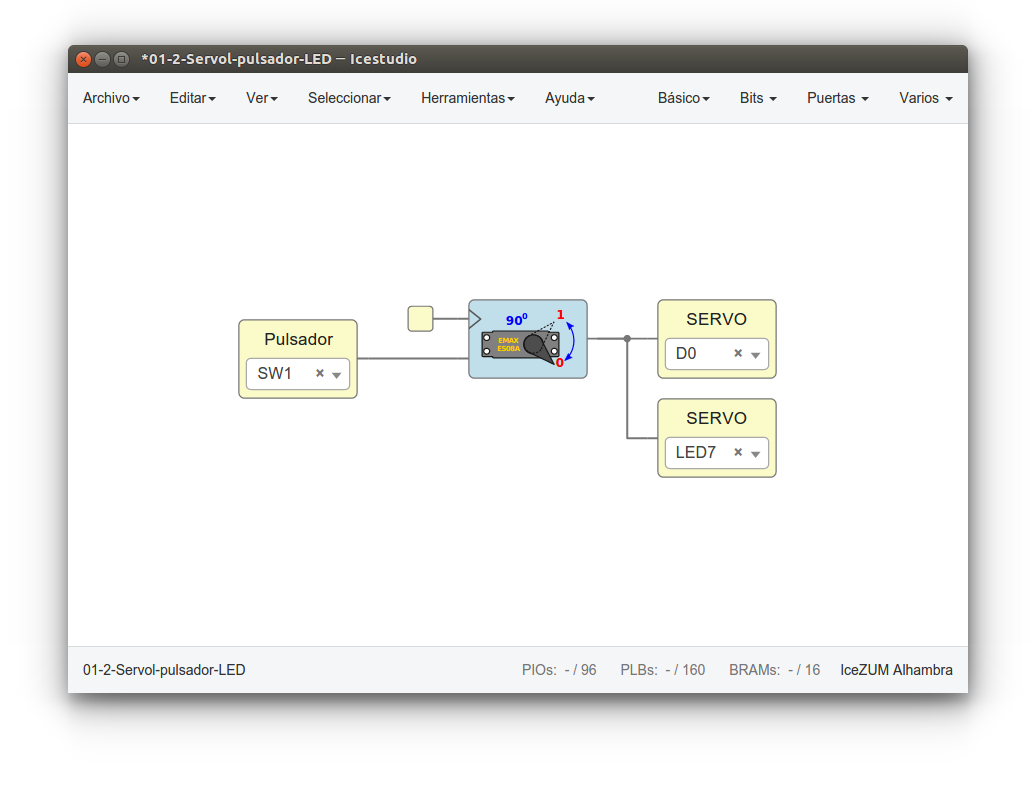 *01-2-Servol-pulsador-LED – Icestudio
Archivo Editar Ver Seleccionar Herramientas Ayuda Básico Bits Puertas Varios
Pulsador
SW1
90⁰
1
EMAX
ES08A
0
SERVO
D0
SERVO
LED7
01-2-Servol-pulsador-LED PIOs: - / 96 PLBs: - / 160 BRAMs: - / 16 IceZUM Alhambra